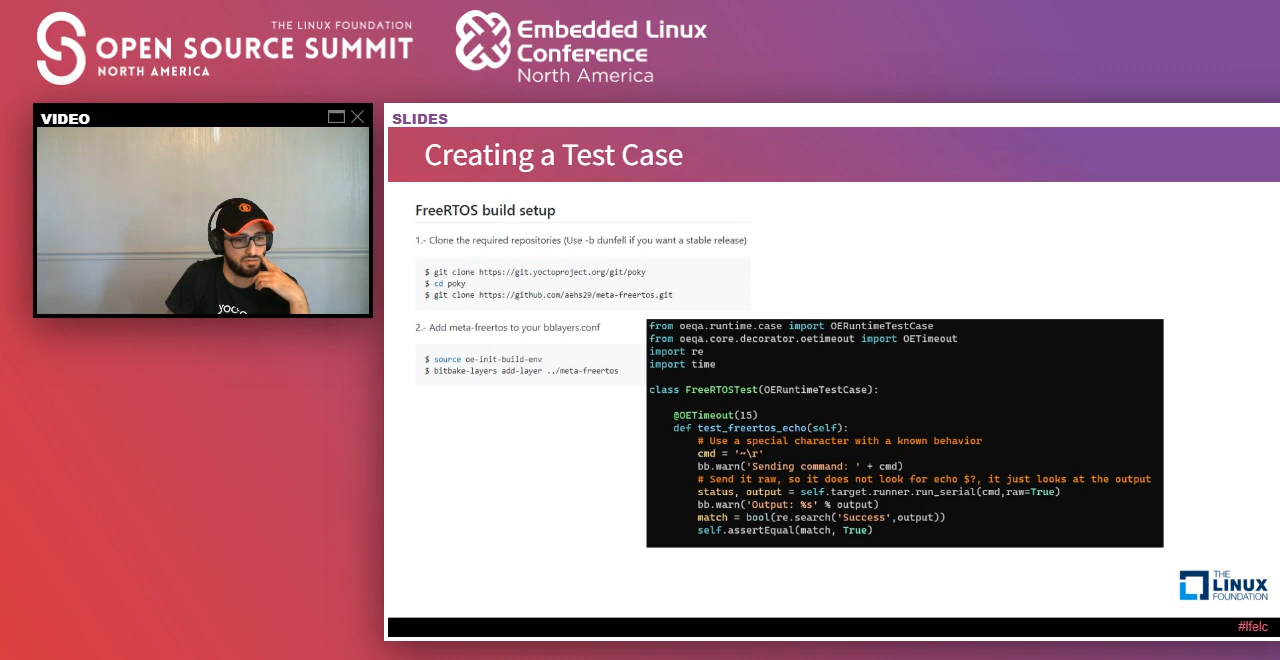 THE LINUX FOUNDATION
OPEN SOURCE SUMMIT
NORTH AMERICA
Embedded Linux
Conference
North America
VIDEO
SLIDES
Creating a Test Case
FreeRTOS build setup
1.- Clone the required repositories (Use -b dunfell if you want a stable release)
$ git clone https://git.yoctoproject.org/git/poky
$ cd poky
$ git clone https://github.com/aehs29/meta-freertos.git
2.- Add meta-freertos to your bblayers.conf
$ source oe-init-build-env
$ bitbake-layers add-layer ../meta-freertos
from oeqa.runtime.case import OERuntimeTestCase
from oeqa.core.decorator.oetimeout import OETimeout
import re
import time
class FreeRTOSTest(OERuntimeTestCase):
@OETimeout(15)
def test_freertos_echo(self):
# Use a special character with a known behavior
cmd = '~\r'
bb.warn('Sending command: ' + cmd)
# Send it raw, so it does not look for echo $?, it just looks at the output
status, output = self.target.runner.run_serial(cmd,raw=True)
bb.warn('Output: %s' % output)
match = bool(re.search('Success',output))
self.assertEqual(match, True)
THE
LINUX
FOUNDATION
#lfelc